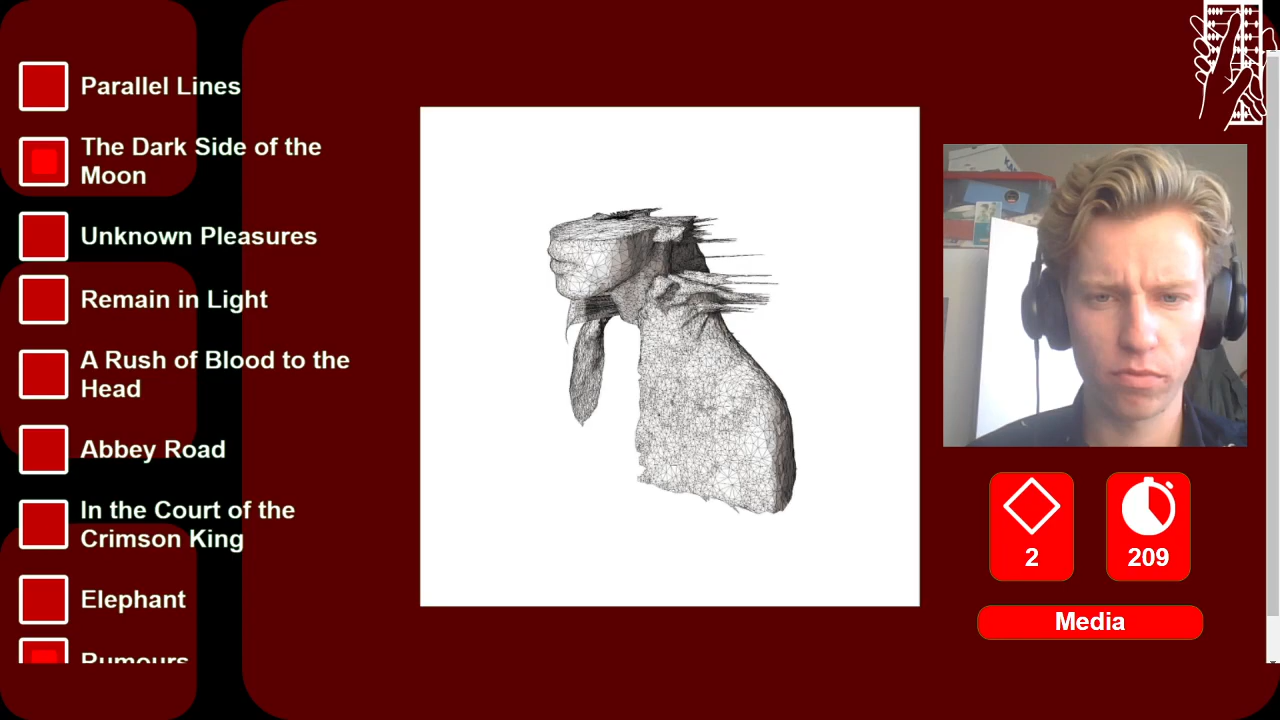 Parallel Lines
The Dark Side of the
Moon
Unknown Pleasures
Remain in Light
A Rush of Blood to the
Head
Abbey Road
In the Court of the
Crimson King
Elephant
Rumours
2
209
Media